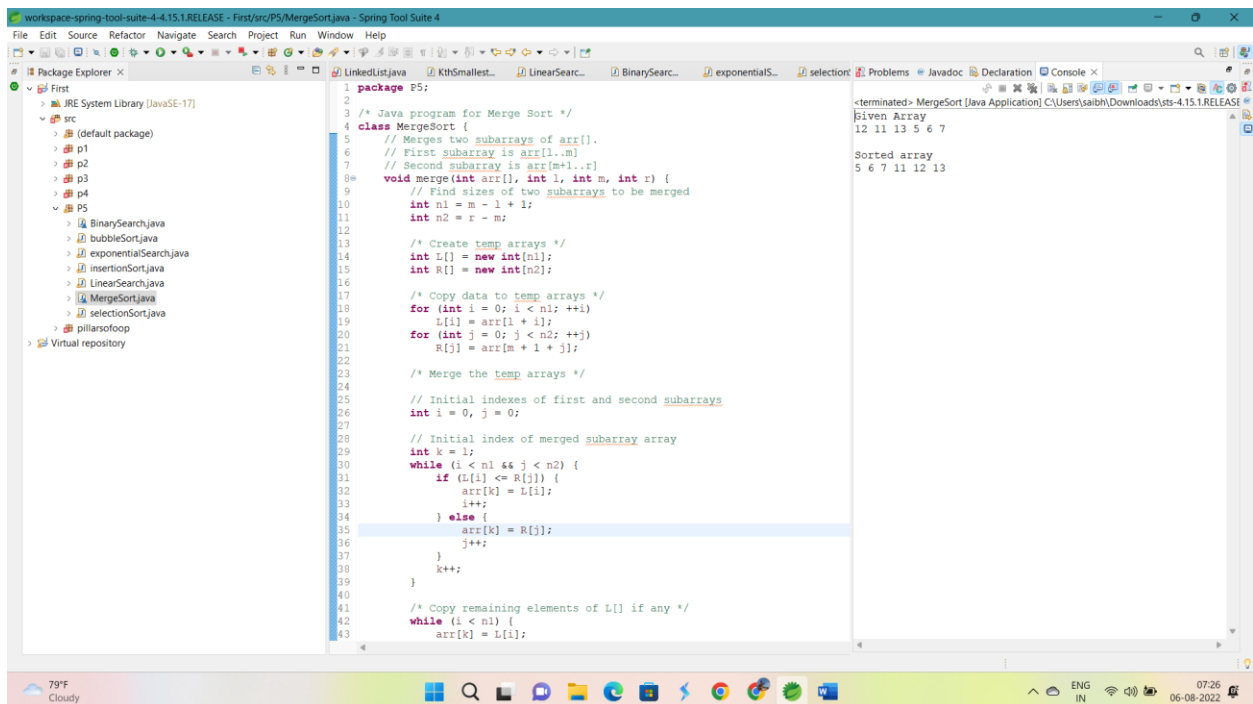 workspace-spring-tool-suite-4-4.15.1.RELEASE - First/src/P5/MergeSort.java - Spring Tool Suite 4
File Edit Source Refactor Navigate Search Project Run Window Help
Package Explorer
First
JRE System Library [JavaSE-17]
src
(default package)
p1
p2
p3
p4
P5
BinarySearch.java
bubbleSort.java
exponentialSearch.java
insertionSort.java
LinearSearch.java
MergeSort.java
selectionSort.java
pillarsofoop
Virtual repository
LinkedList.java KthSmallest... LinearSearc... BinarySearc... exponentialS... selection
1 package P5;
2
3 /* Java program for Merge Sort */
4 class MergeSort {
5 // Merges two subarrays of arr[].
6 // First subarray is arr[l..m]
7 // Second subarray is arr[m+1..r]
8 void merge(int arr[], int l, int m, int r) {
9 // Find sizes of two subarrays to be merged
10 int n1 = m - l + 1;
11 int n2 = r - m;
12
13 /* Create temp arrays */
14 int L[] = new int[n1];
15 int R[] = new int[n2];
16
17 /* Copy data to temp arrays */
18 for (int i = 0; i < n1; ++i)
19 L[i] = arr[l + i];
20 for (int j = 0; j < n2; ++j)
21 R[j] = arr[m + 1 + j];
22
23 /* Merge the temp arrays */
24
25 // Initial indexes of first and second subarrays
26 int i = 0, j = 0;
27
28 // Initial index of merged subarray array
29 int k = l;
30 while (i < n1 && j < n2) {
31 if (L[i] <= R[j]) {
32 arr[k] = L[i];
33 i++;
34 } else {
35 arr[k] = R[j];
36 j++;
37 }
38 k++;
39 }
40
41 /* Copy remaining elements of L[] if any */
42 while (i < n1) {
43 arr[k] = L[i];
Problems Javadoc Declaration Console
<terminated> MergeSort [Java Application] C:\Users\saibh\Downloads\sts-4.15.1.RELEASE
Given Array
12 11 13 5 6 7
Sorted array
5 6 7 11 12 13
79°F
Cloudy
ENG
IN
07:26
06-08-2022